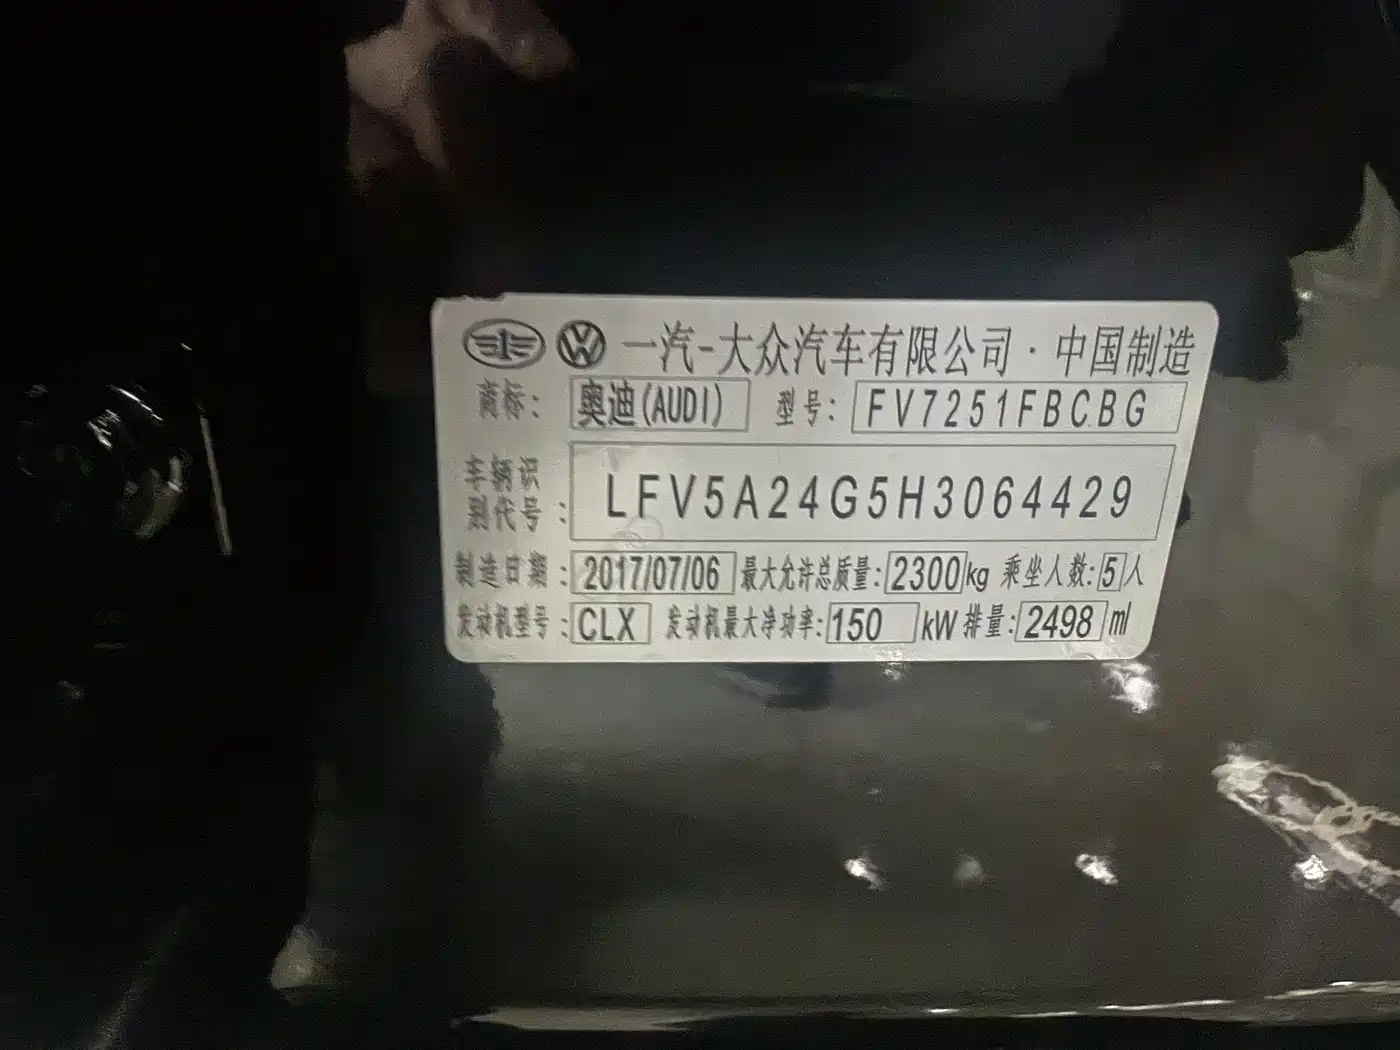 一汽-大众汽车有限公司·中国制造
商标: 奥迪(AUDI) 型号: FV7251FBCBG
车辆识别代号: LFV5A24G5H3064429
制造日期: 2017/07/06 最大允许总质量: 2300kg 乘坐人数: 5人
发动机型号: CLX 发动机最大净功率: 150 kW 排量: 2498 ml